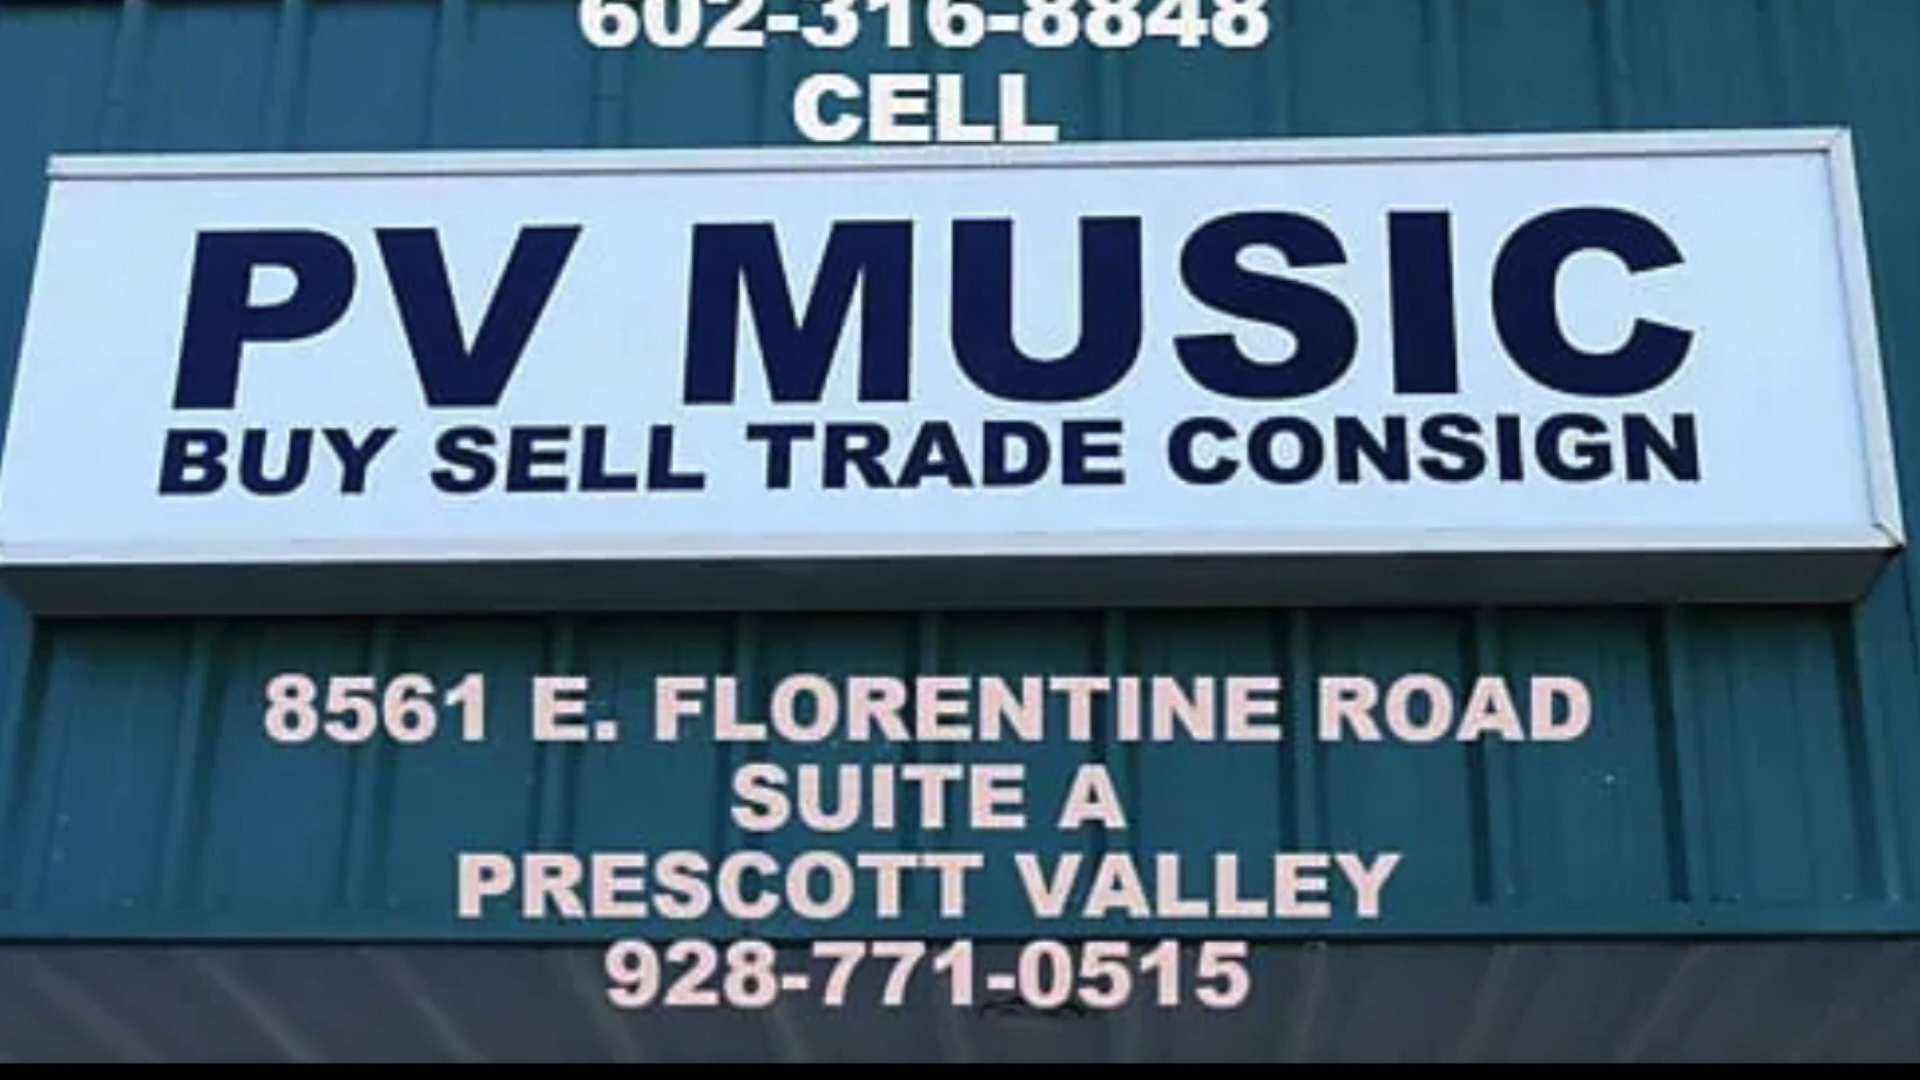 602-316-8848
CELL
PV MUSIC
BUY SELL TRADE CONSIGN
8561 E. FLORENTINE ROAD
SUITE A
PRESCOTT VALLEY
928-771-0515